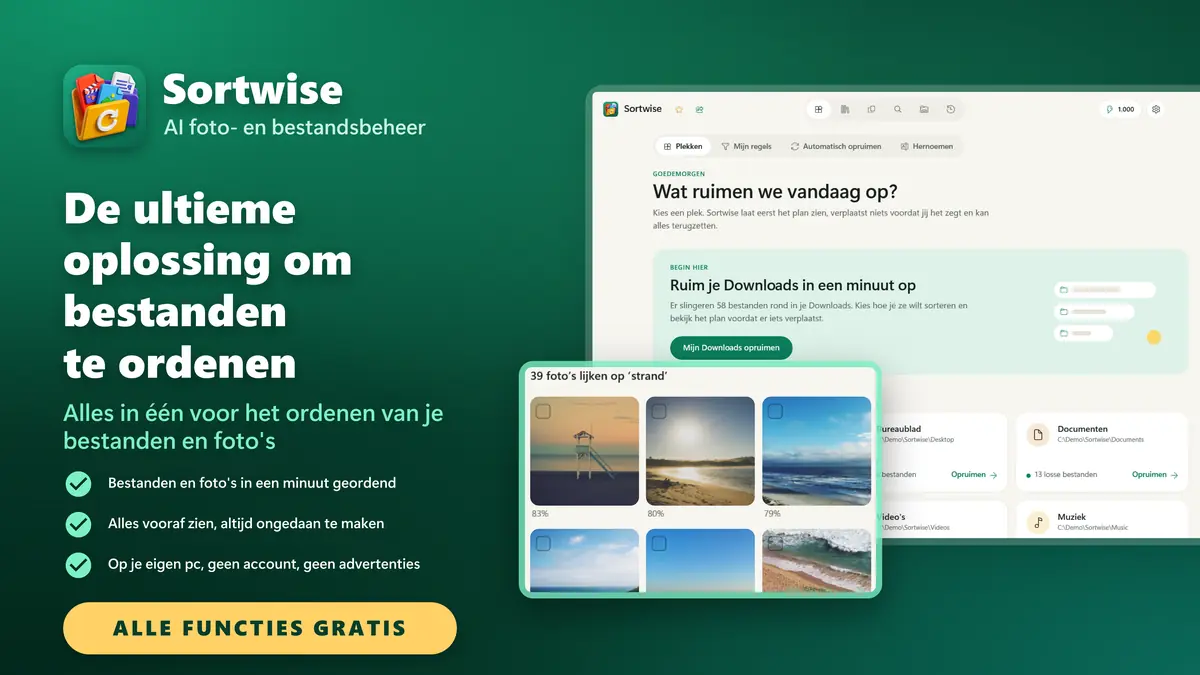 Sortwise
AI foto- en bestandsbeheer
De ultieme
oplossing om
bestanden
te ordenen
Alles in één voor het ordenen van je
bestanden en foto's
Bestanden en foto's in een minuut geordend
Alles vooraf zien, altijd ongedaan te maken
Op je eigen pc, geen account, geen advertenties
ALLE FUNCTIES GRATIS
Sortwise
1.000
Plekken
Mijn regels
Automatisch opruimen
Hernoemen
GOEDEMORGEN
Wat ruimen we vandaag op?
Kies een plek. Sortwise laat eerst het plan zien, verplaatst niets voordat jij het zegt en kan
alles terugzetten.
BEGIN HIER
Ruim je Downloads in een minuut op
Er slingeren 58 bestanden rond in je Downloads. Kies hoe je ze wilt sorteren en
bekijk het plan voordat er iets verplaatst.
Mijn Downloads opruimen
39 foto's lijken op 'strand'
83%
80%
79%
ureaublad
:\Demo\Sortwise\Desktop
bestanden
Opruimen
Documenten
C:\Demo\Sortwise\Documents
13 losse bestanden
Opruimen
ideo's
:\Demo\Sortwise\Videos
Muziek
C:\Demo\Sortwise\Music